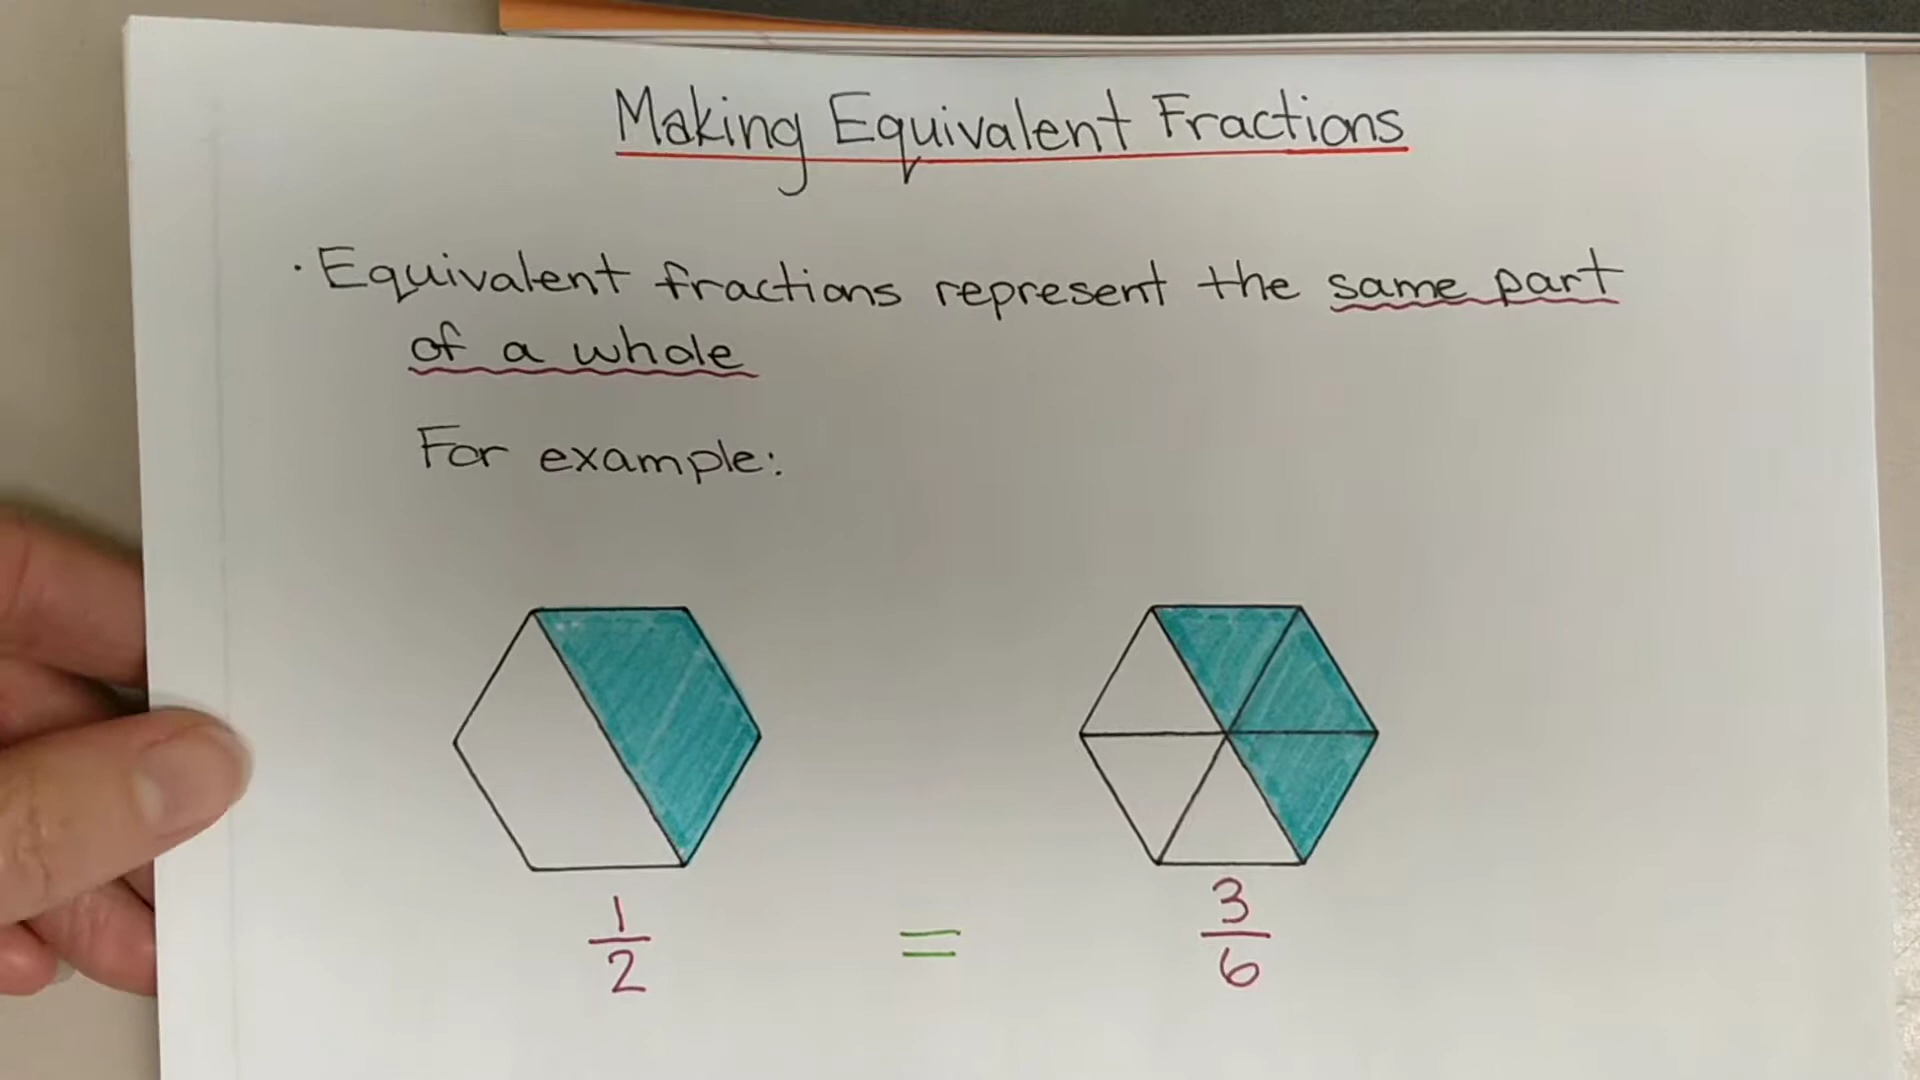 Making Equivalent Fractions
· Equivalent fractions represent the same part
of a whole
For example:
1/2 = 3/6